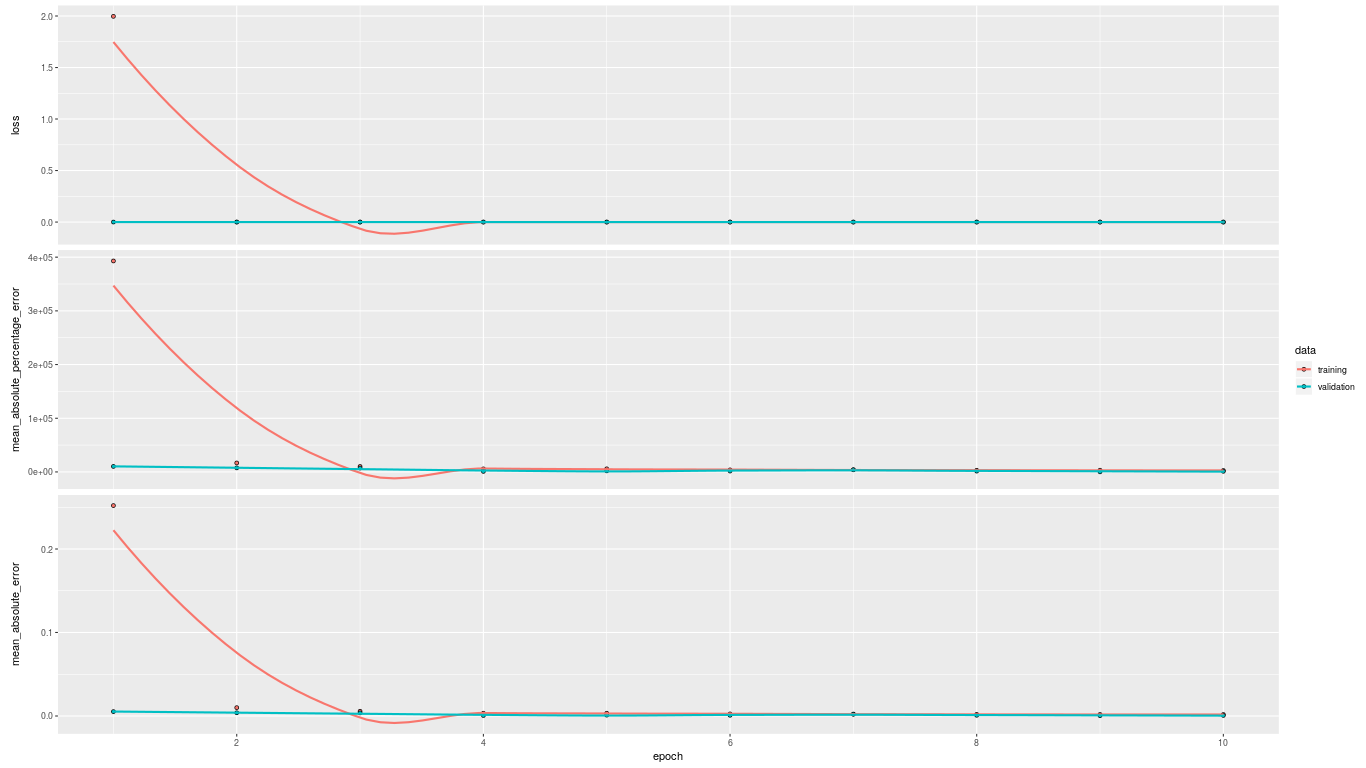 loss
2.0
1.5
1.0
0.5
0.0
mean_absolute_percentage_error
4e+05
3e+05
2e+05
1e+05
0e+00
mean_absolute_error
0.2
0.1
0.0
2 4 6 8 10
epoch
data
training
validation